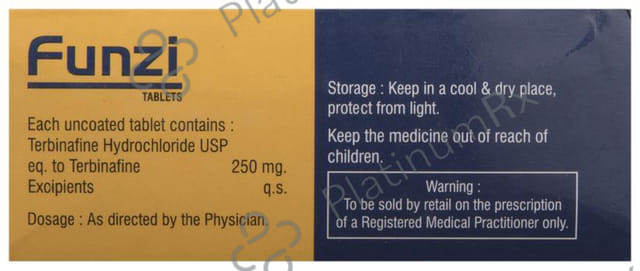 Funzi
TABLETS
Each uncoated tablet contains :
Terbinafine Hydrochloride USP
eq. to Terbinafine 250 mg.
Excipients q.s.
Dosage : As directed by the Physician.
Storage : Keep in a cool & dry place,
protect from light.
Keep the medicine out of reach of
children.
Warning :
To be sold by retail on the prescription
of a Registered Medical Practitioner only.
PlatinumRx